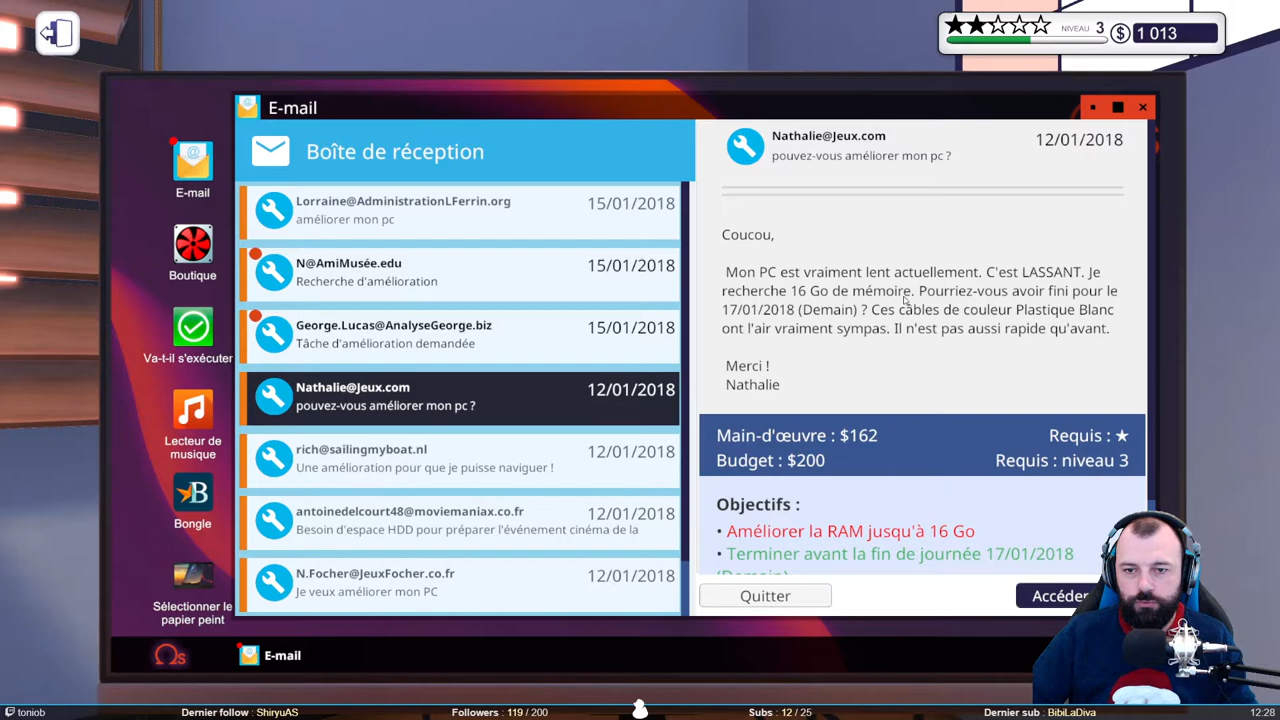 NIVEAU 3
$ 1 013
E-mail
Boîte de réception
Nathalie@Jeux.com
12/01/2018
pouvez-vous améliorer mon pc ?
E-mail
Boutique
Va-t-il s'exécuter
Lecteur de
musique
Bongle
Sélectionner le
papier peint
Lorraine@AdministrationLFerrin.org
15/01/2018
améliorer mon pc
N@AmiMusée.edu
15/01/2018
Recherche d'amélioration
George.Lucas@AnalyseGeorge.biz
15/01/2018
Tâche d'amélioration demandée
Nathalie@Jeux.com
12/01/2018
pouvez-vous améliorer mon pc ?
rich@sailingmyboat.nl
12/01/2018
Une amélioration pour que je puisse naviguer !
antoinedelcourt48@moviemaniax.co.fr
12/01/2018
Besoin d'espace HDD pour préparer l'événement cinéma de la
N.Focher@JeuxFocher.co.fr
12/01/2018
Je veux améliorer mon PC
Coucou,
Mon PC est vraiment lent actuellement. C'est LASSANT. Je
recherche 16 Go de mémoire. Pourriez-vous avoir fini pour le
17/01/2018 (Demain) ? Ces câbles de couleur Plastique Blanc
ont l'air vraiment sympas. Il n'est pas aussi rapide qu'avant.
Merci !
Nathalie
Main-d'œuvre : $162
Requis : ★
Budget : $200
Requis : niveau 3
Objectifs :
• Améliorer la RAM jusqu'à 16 Go
• Terminer avant la fin de journée 17/01/2018
(Demain)
Quitter
Accéder
Ωs
E-mail
toniob
Dernier follow : ShiryuAS
Followers : 119 / 200
Subs : 12 / 25
Dernier sub : BibiLaDiva
12:28